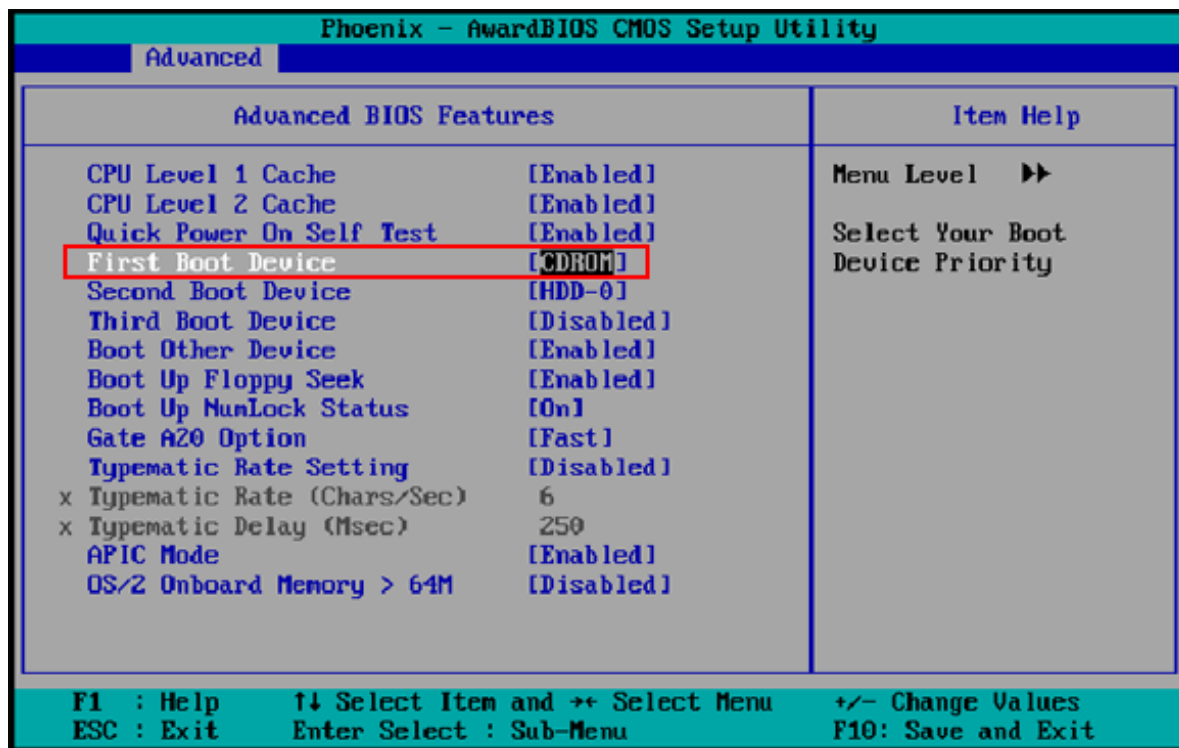 Phoenix - AwardBIOS CMOS Setup Utility
Advanced
Advanced BIOS Features
Item Help
CPU Level 1 Cache [Enabled]
CPU Level 2 Cache [Enabled]
Quick Power On Self Test [Enabled]
First Boot Device [CDROM]
Second Boot Device [HDD-0]
Third Boot Device [Disabled]
Boot Other Device [Enabled]
Boot Up Floppy Seek [Enabled]
Boot Up NumLock Status [On]
Gate A20 Option [Fast]
Typematic Rate Setting [Disabled]
x Typematic Rate (Chars/Sec) 6
x Typematic Delay (Msec) 250
APIC Mode [Enabled]
OS/2 Onboard Memory > 64M [Disabled]
Menu Level ▶▶
Select Your Boot
Device Priority
F1 : Help ↑↓ Select Item and →← Select Menu +/- Change Values
ESC : Exit Enter Select : Sub-Menu F10: Save and Exit